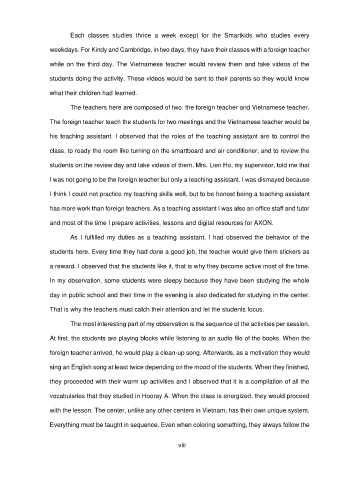 Each classes studies thrice a week except for the Smartkids who studies every
weekdays. For Kindy and Cambridge, in two days, they have their classes with a foreign teacher
while on the third day. The Vietnamese teacher would review them and take videos of the
students doing the activity. These videos would be sent to their parents so they would know
what their children had learned.
The teachers here are composed of two; the foreign teacher and Vietnamese teacher.
The foreign teacher teach the students for two meetings and the Vietnamese teacher would be
his teaching assistant. I observed that the roles of the teaching assistant are to control the
class, to ready the room like turning on the smartboard and air conditioner, and to review the
students on the review day and take videos of them. Mrs. Lien Ho, my supervisor, told me that
I was not going to be the foreign teacher but only a teaching assistant. I was dismayed because
I think I could not practice my teaching skills well, but to be honest being a teaching assistant
has more work than foreign teachers. As a teaching assistant I was also an office staff and tutor
and most of the time I prepare activities, lessons and digital resources for AXON.
As I fulfilled my duties as a teaching assistant, I had observed the behavior of the
students here. Every time they had done a good job, the teacher would give them stickers as
a reward. I observed that the students like it, that is why they become active most of the time.
In my observation, some students were sleepy because they have been studying the whole
day in public school and their time in the evening is also dedicated for studying in the center.
That is why the teachers must catch their attention and let the students focus.
The most interesting part of my observation is the sequence of the activities per session.
At first, the students are playing blocks while listening to an audio file of the books. When the
foreign teacher arrived, he would play a clean-up song. Afterwards, as a motivation they would
sing an English song at least twice depending on the mood of the students. When they finished,
they proceeded with their warm up activities and I observed that it is a compilation of all the
vocabularies that they studied in Hooray A. When the class is energized, they would proceed
with the lesson. The center, unlike any other centers in Vietnam, has their own unique system.
Everything must be taught in sequence. Even when coloring something, they always follow the
viii